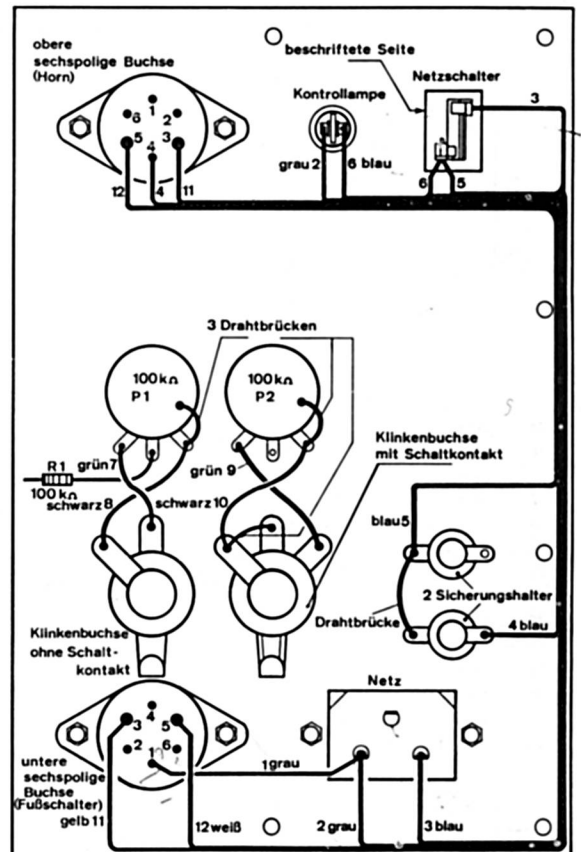 obere
sechspolige Buchse
(Horn)
beschriftete Seite
Netzschalter
Kontrollampe
3
1
6
2
5
4
3
grau 2
6 blau
6
5
12
4
11
3 Drahtbrücken
100 kΩ
P1
100 kΩ
P2
Klinkenbuchse
mit Schaltkontakt
R1
grün 7
grün 9
100 kΩ
schwarz 8
schwarz 10
blau 5
2 Sicherungshalter
Drahtbrücke
4 blau
Klinkenbuchse
ohne Schalt-
kontakt
Netz
4
3
5
2
1
6
1 grau
untere
sechspolige
Buchse
(Fußschalter)
gelb 11
12 weiß
2 grau
3 blau